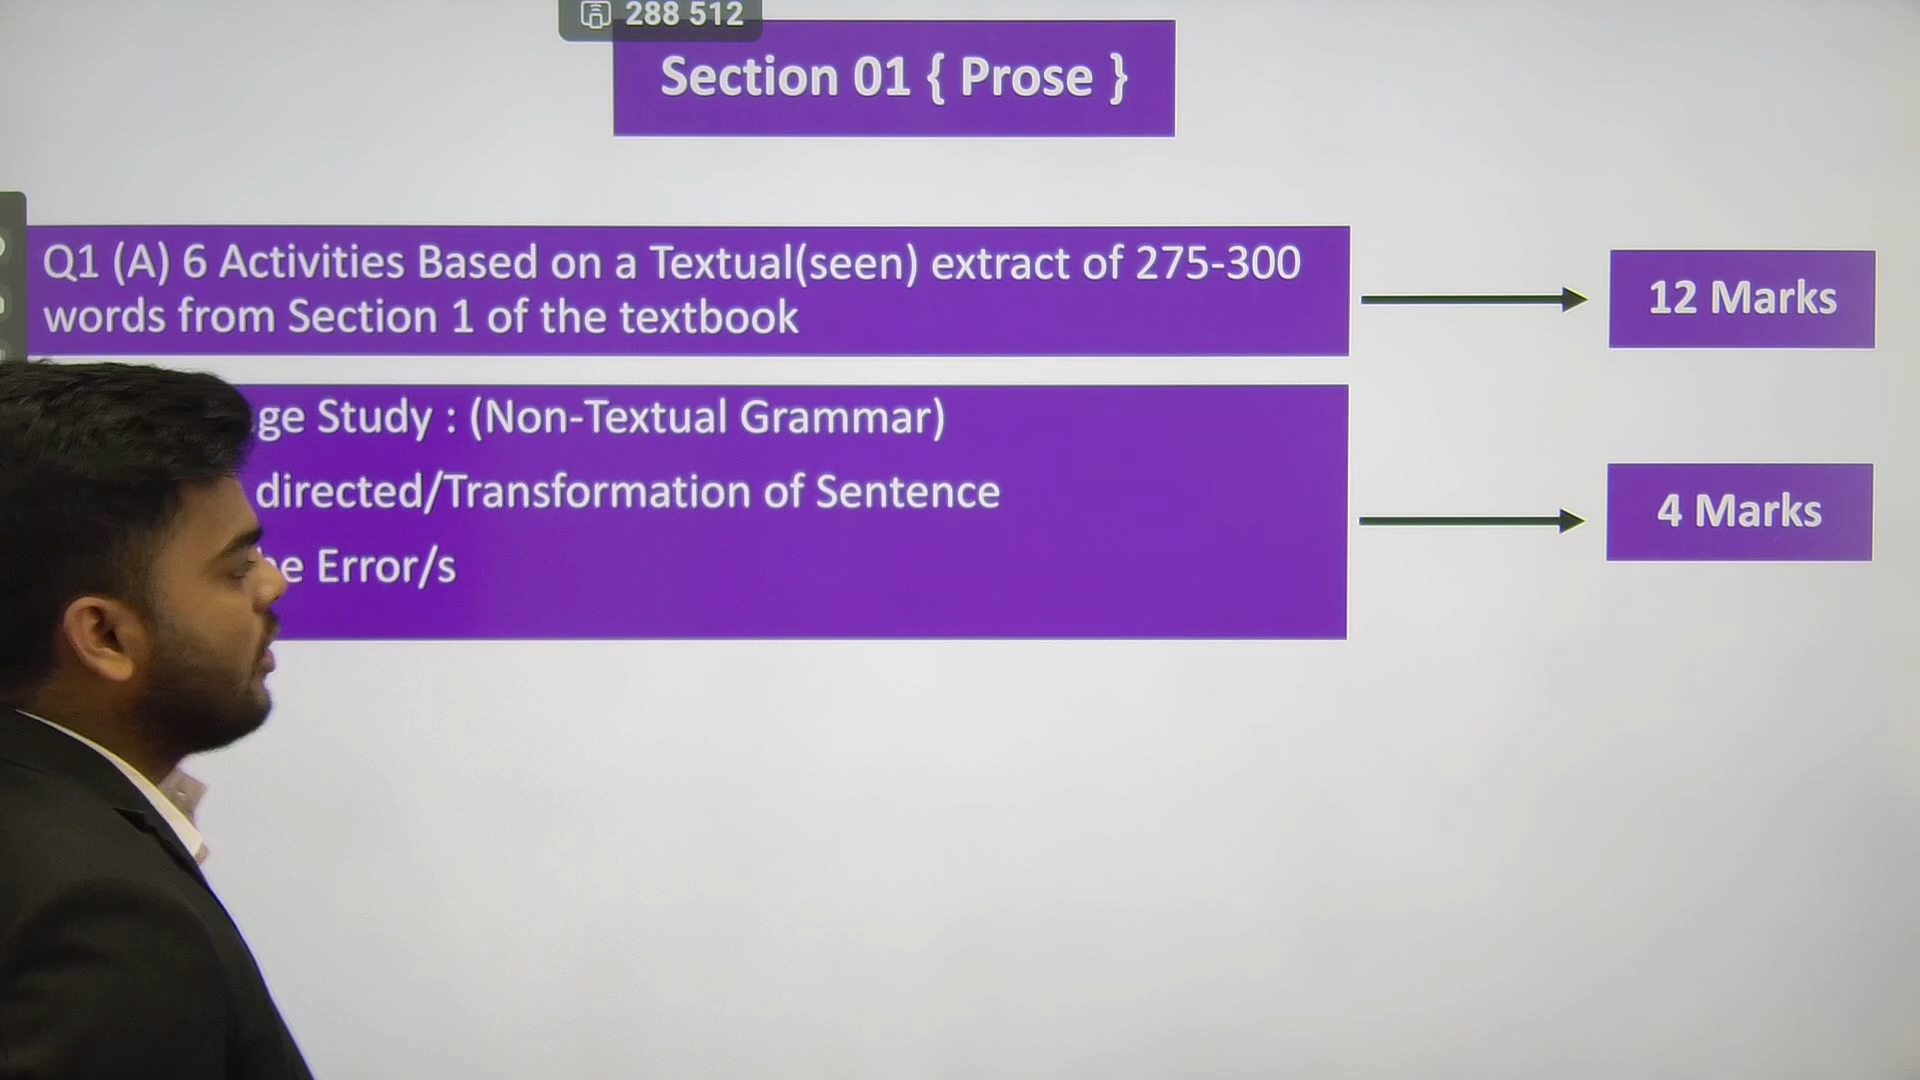 288 512
Section 01 { Prose }
Q1 (A) 6 Activities Based on a Textual(seen) extract of 275-300
words from Section 1 of the textbook
12 Marks
ge Study : (Non-Textual Grammar)
directed/Transformation of Sentence
e Error/s
4 Marks